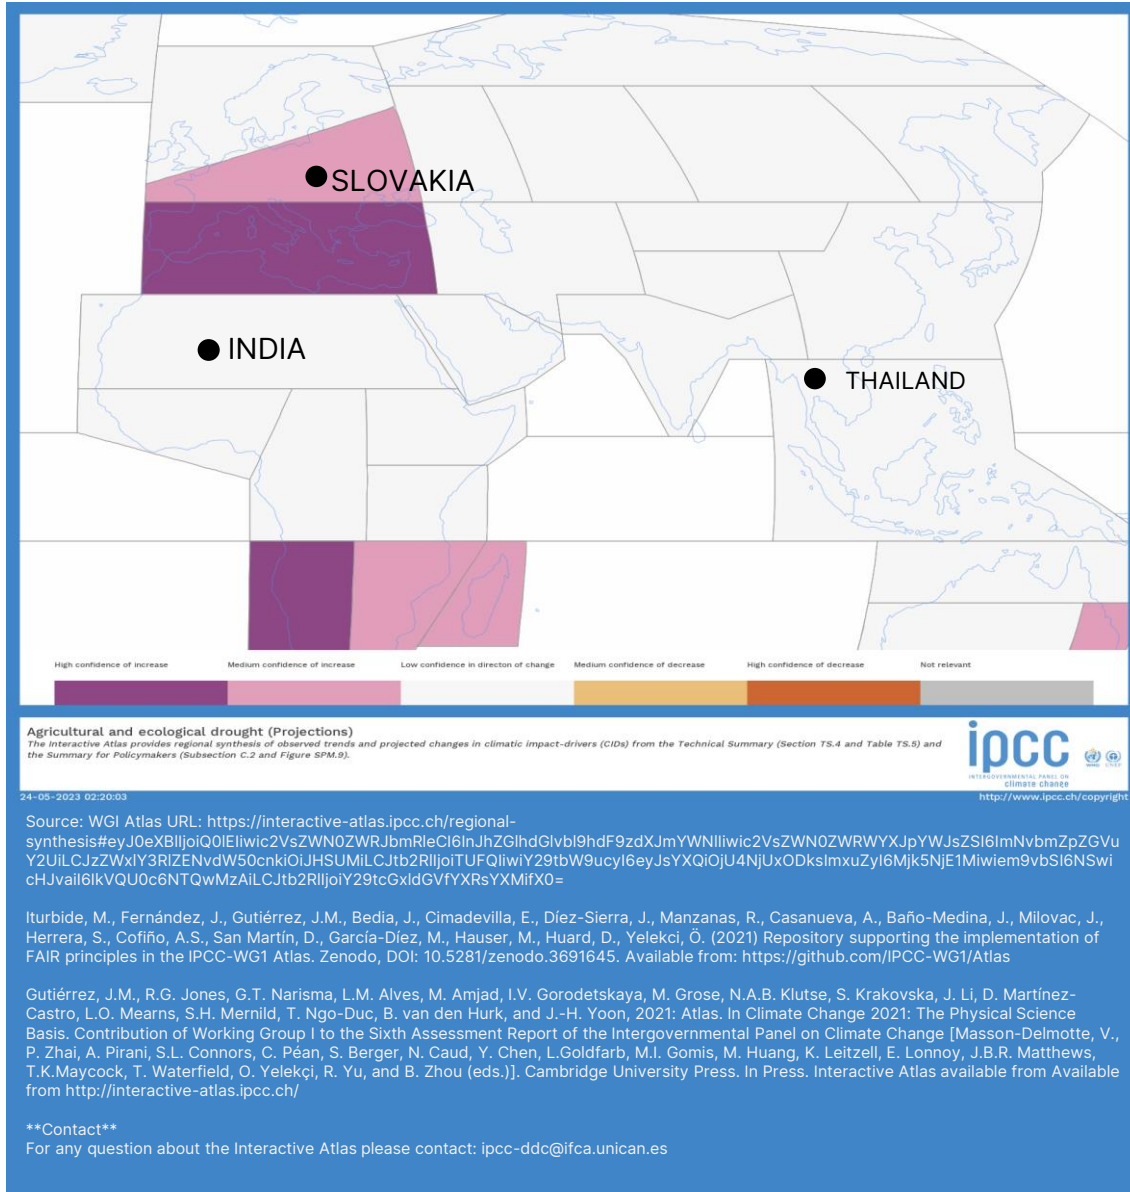 SLOVAKIA
INDIA
THAILAND
High confidence of increase
Medium confidence of increase
Low confidence in directon of change
Medium confidence of decrease
High confidence of decrease
Not relevant
Agricultural and ecological drought (Projections)
The Interactive Atlas provides regional synthesis of observed trends and projected changes in climatic impact-drivers (CIDs) from the Technical Summary (Section TS.4 and Table TS.5) and
the Summary for Policymakers (Subsection C.2 and Figure SPM.9).
ipcc
INTERGOVERNMENTAL PANEL ON
climate change
WMO UNEP
24-05-2023 02:20:03
http://www.ipcc.ch/copyright
Source: WGI Atlas URL: https://interactive-atlas.ipcc.ch/regional-
synthesis#eyJ0eXBlIjoiQ0lEIiwic2VsZWN0ZWRJbmRleCI6InJhZGlhdGlvbl9hdF9zdXJmYWNlIiwic2VsZWN0ZWRWYXJpYWJsZSI6ImNvbmZpZGVu
Y2UiLCJzZWxlY3RlZENvdW50cnkiOiJHSUMiLCJtb2RlIjoiTUFQIiwiY29tbW9ucyI6eyJsYXQiOjU4NjUxODksImxuZyI6Mjk5NjE1Miwiem9vbSI6NSwi
cHJvaiI6IkVQU0c6NTQwMzAiLCJtb2RlIjoiY29tcGxldGVfYXRsYXMifX0=
Iturbide, M., Fernández, J., Gutiérrez, J.M., Bedia, J., Cimadevilla, E., Díez-Sierra, J., Manzanas, R., Casanueva, A., Baño-Medina, J., Milovac, J.,
Herrera, S., Cofiño, A.S., San Martín, D., García-Díez, M., Hauser, M., Huard, D., Yelekci, Ö. (2021) Repository supporting the implementation of
FAIR principles in the IPCC-WG1 Atlas. Zenodo, DOI: 10.5281/zenodo.3691645. Available from: https://github.com/IPCC-WG1/Atlas
Gutiérrez, J.M., R.G. Jones, G.T. Narisma, L.M. Alves, M. Amjad, I.V. Gorodetskaya, M. Grose, N.A.B. Klutse, S. Krakovska, J. Li, D. Martínez-
Castro, L.O. Mearns, S.H. Mernild, T. Ngo-Duc, B. van den Hurk, and J.-H. Yoon, 2021: Atlas. In Climate Change 2021: The Physical Science
Basis. Contribution of Working Group I to the Sixth Assessment Report of the Intergovernmental Panel on Climate Change [Masson-Delmotte, V.,
P. Zhai, A. Pirani, S.L. Connors, C. Péan, S. Berger, N. Caud, Y. Chen, L.Goldfarb, M.I. Gomis, M. Huang, K. Leitzell, E. Lonnoy, J.B.R. Matthews,
T.K.Maycock, T. Waterfield, O. Yelekçi, R. Yu, and B. Zhou (eds.)]. Cambridge University Press. In Press. Interactive Atlas available from Available
from http://interactive-atlas.ipcc.ch/
**Contact**
For any question about the Interactive Atlas please contact: ipcc-ddc@ifca.unican.es